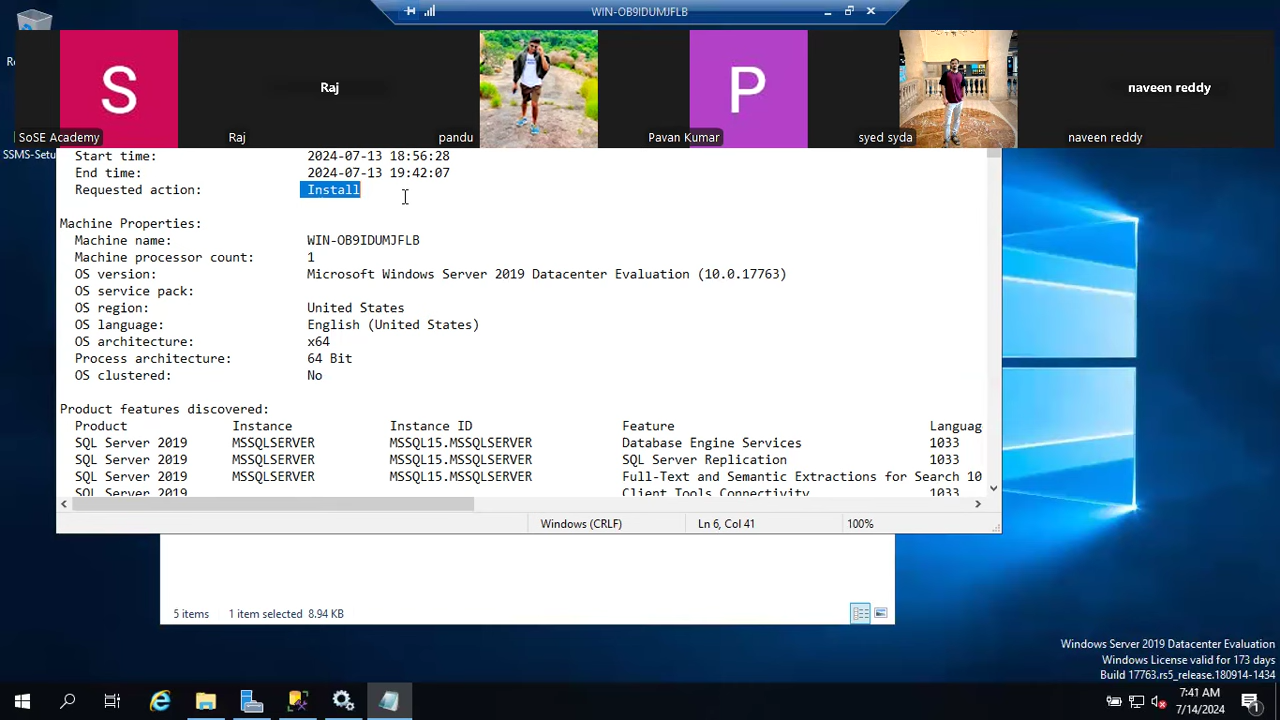 WIN-OB9IDUMJFLB
S
Raj
P
naveen reddy
SoSE Academy
Raj
pandu
Pavan Kumar
syed syda
naveen reddy
SSMS-Setu
Start time: 2024-07-13 18:56:28
End time: 2024-07-13 19:42:07
Requested action: Install
Machine Properties:
Machine name: WIN-OB9IDUMJFLB
Machine processor count: 1
OS version: Microsoft Windows Server 2019 Datacenter Evaluation (10.0.17763)
OS service pack:
OS region: United States
OS language: English (United States)
OS architecture: x64
Process architecture: 64 Bit
OS clustered: No
Product features discovered:
Product Instance Instance ID Feature Languag
SQL Server 2019 MSSQLSERVER MSSQL15.MSSQLSERVER Database Engine Services 1033
SQL Server 2019 MSSQLSERVER MSSQL15.MSSQLSERVER SQL Server Replication 1033
SQL Server 2019 MSSQLSERVER MSSQL15.MSSQLSERVER Full-Text and Semantic Extractions for Search 10
SQL Server 2019 Client Tools Connectivity 1033
Windows (CRLF) Ln 6, Col 41 100%
5 items 1 item selected 8.94 KB
Windows Server 2019 Datacenter Evaluation
Windows License valid for 173 days
Build 17763.rs5_release.180914-1434
7:41 AM
7/14/2024
1